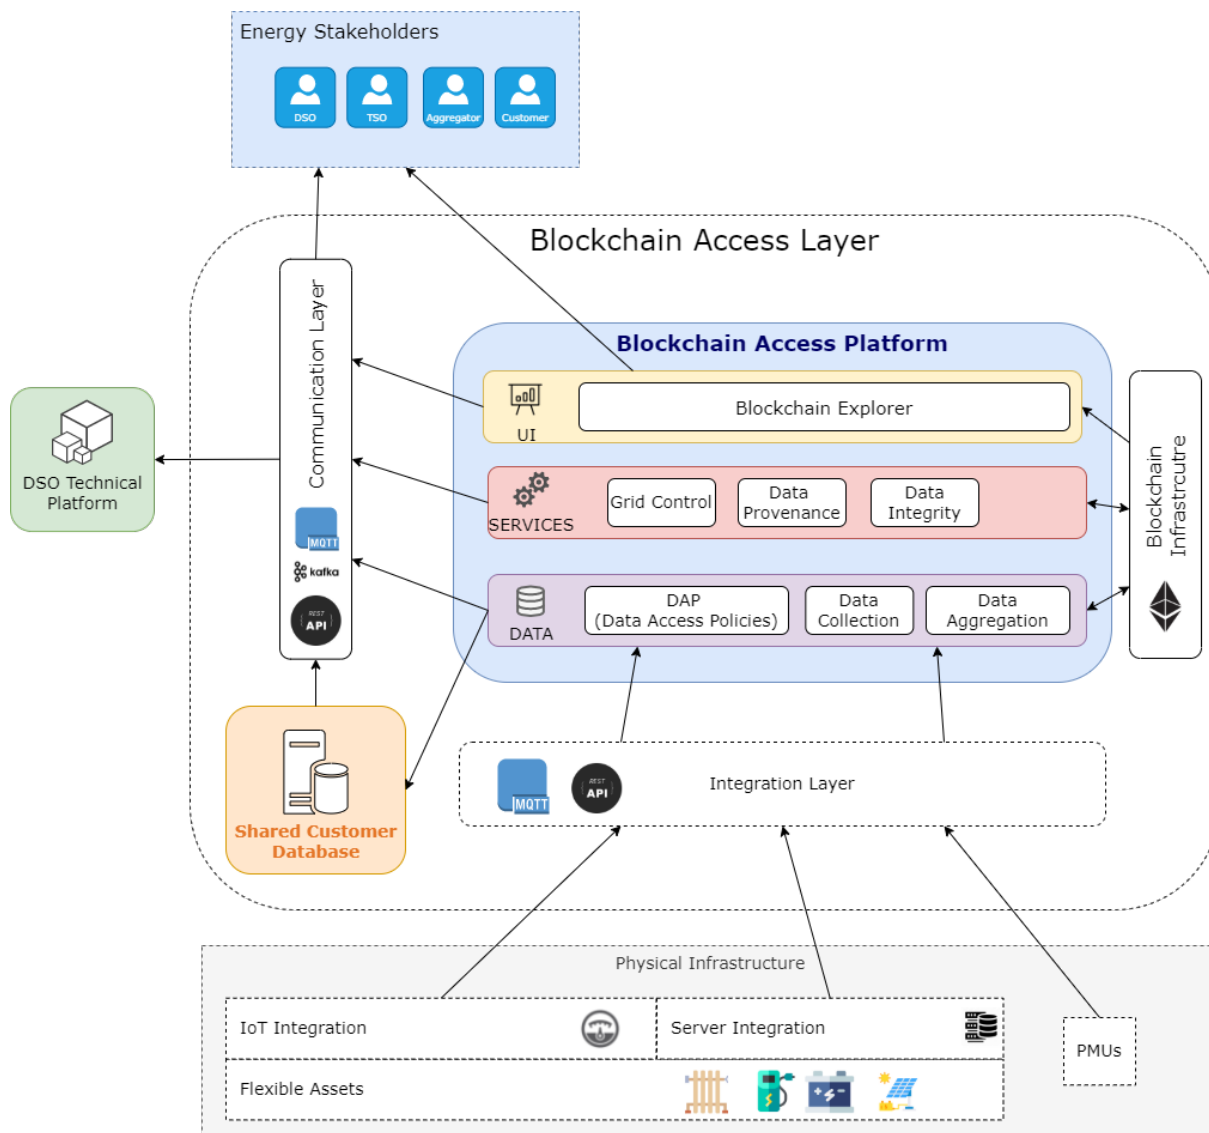 Energy Stakeholders
DSO
TSO
Aggregator
Customer
Blockchain Access Layer
Communication Layer
MQTT
kafka
REST
API
Blockchain Access Platform
UI
Blockchain Explorer
SERVICES
Grid Control
Data
Provenance
Data
Integrity
DATA
DAP
(Data Access Policies)
Data
Collection
Data
Aggregation
Blockchain
Infrastrcutre
DSO Technical
Platform
Shared Customer
Database
MQTT
REST
API
Integration Layer
Physical Infrastructure
IoT Integration
Server Integration
PMUs
Flexible Assets